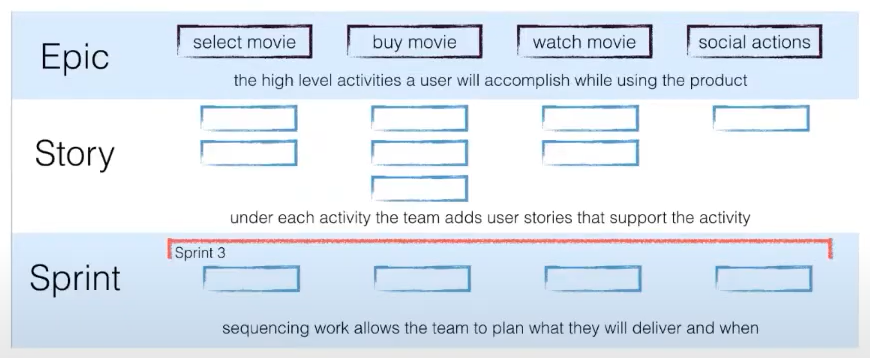 Epic
select movie
buy movie
watch movie
social actions
the high level activities a user will accomplish while using the product
Story
under each activity the team adds user stories that support the activity
Sprint 3
Sprint
sequencing work allows the team to plan what they will deliver and when